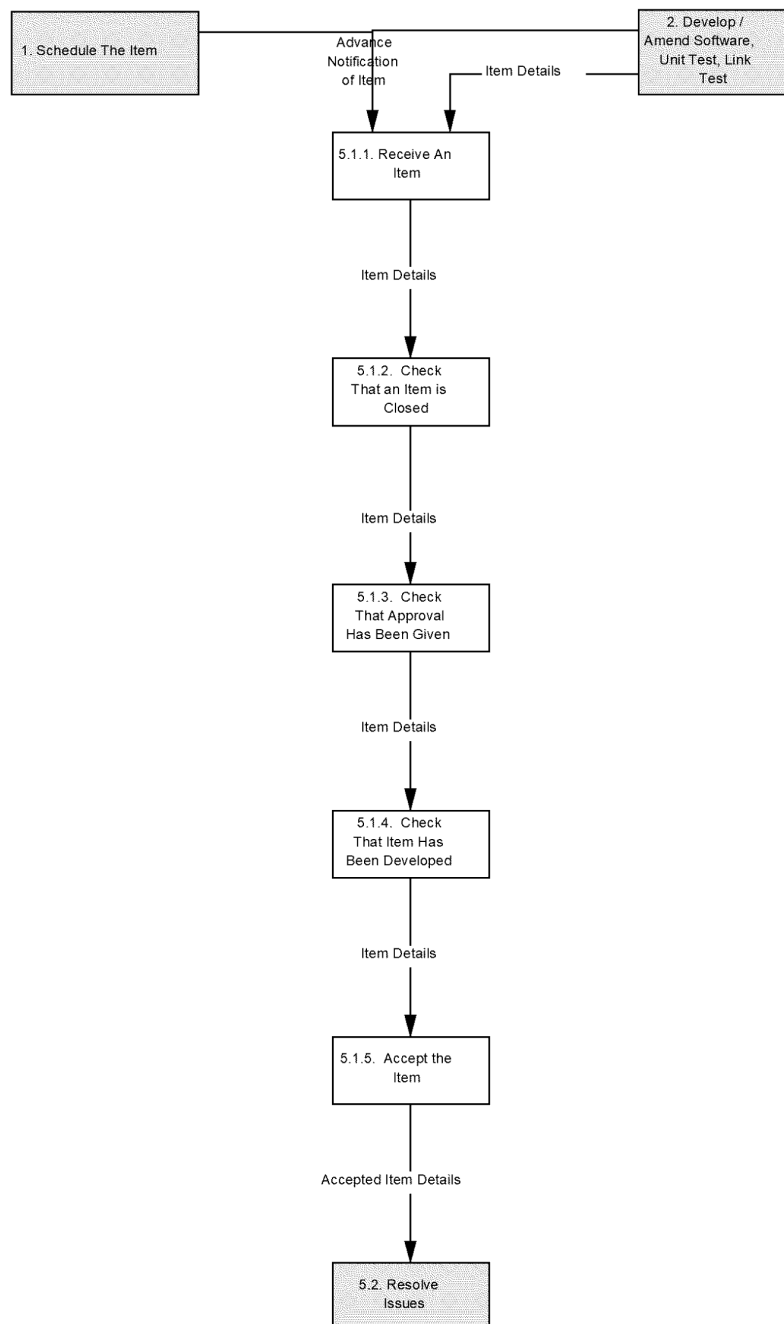 1. Schedule The Item
Advance
Notification
of Item
2. Develop /
Amend Software,
Unit Test, Link
Test
Item Details
5.1.1. Receive An
Item
Item Details
5.1.2. Check
That an Item is
Closed
Item Details
5.1.3. Check
That Approval
Has Been Given
Item Details
5.1.4. Check
That Item Has
Been Developed
Item Details
5.1.5. Accept the
Item
Accepted Item Details
5.2. Resolve
Issues